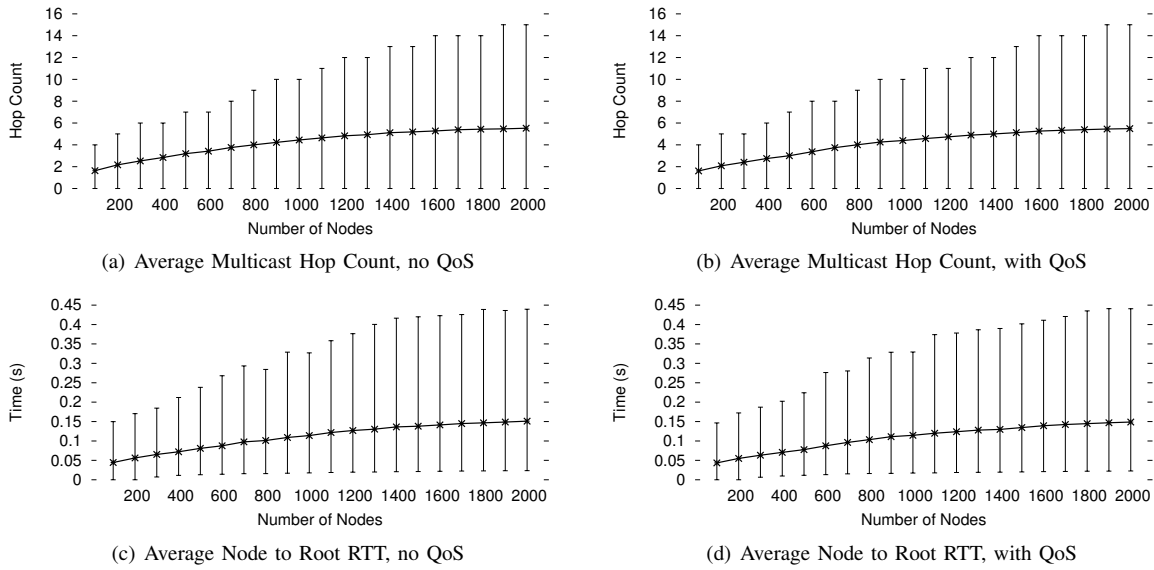 16
14
12
10
8
6
4
2
0
Hop Count
200 400 600 800 1000 1200 1400 1600 1800 2000
Number of Nodes
(a) Average Multicast Hop Count, no QoS
16
14
12
10
8
6
4
2
0
Hop Count
200 400 600 800 1000 1200 1400 1600 1800 2000
Number of Nodes
(b) Average Multicast Hop Count, with QoS
0.45
0.4
0.35
0.3
0.25
0.2
0.15
0.1
0.05
0
Time (s)
200 400 600 800 1000 1200 1400 1600 1800 2000
Number of Nodes
(c) Average Node to Root RTT, no QoS
0.45
0.4
0.35
0.3
0.25
0.2
0.15
0.1
0.05
0
Time (s)
200 400 600 800 1000 1200 1400 1600 1800 2000
Number of Nodes
(d) Average Node to Root RTT, with QoS